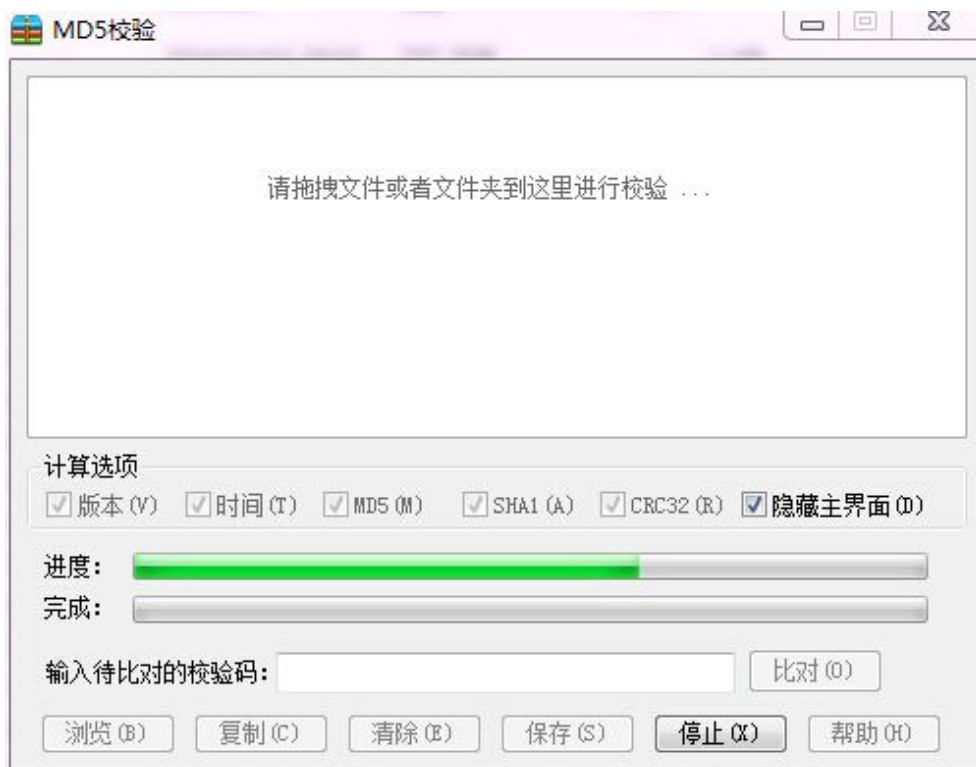 MD5校验
请拖拽文件或者文件夹到这里进行校验 ...
计算选项
版本(V) 时间(T) MD5(M) SHA1(A) CRC32(R) 隐藏主界面(D)
进度：
完成：
输入待比对的校验码： 比对(O)
浏览(B) 复制(C) 清除(E) 保存(S) 停止(X) 帮助(H)